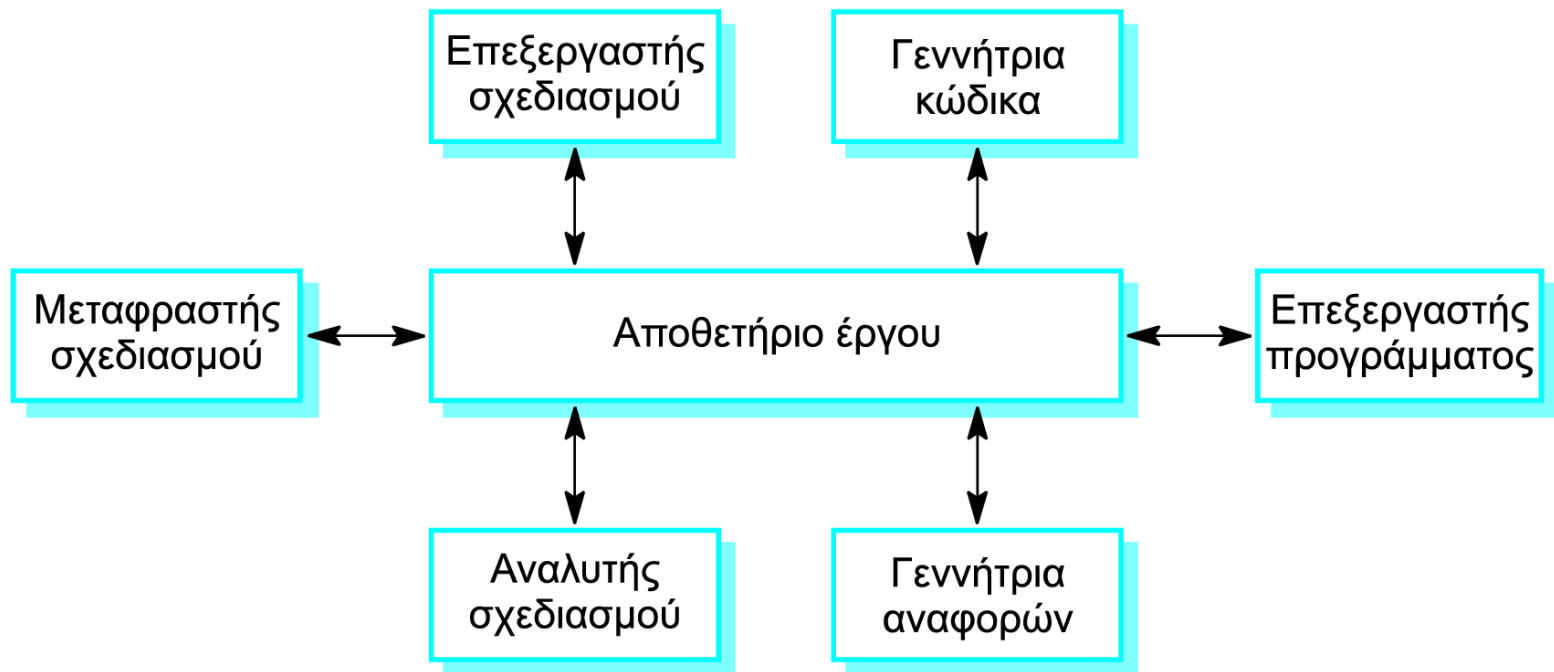 Επεξεργαστής
σχεδιασμού
Γεννήτρια
κώδικα
Μεταφραστής
σχεδιασμού
Αποθετήριο έργου
Επεξεργαστής
προγράμματος
Αναλυτής
σχεδιασμού
Γεννήτρια
αναφορών